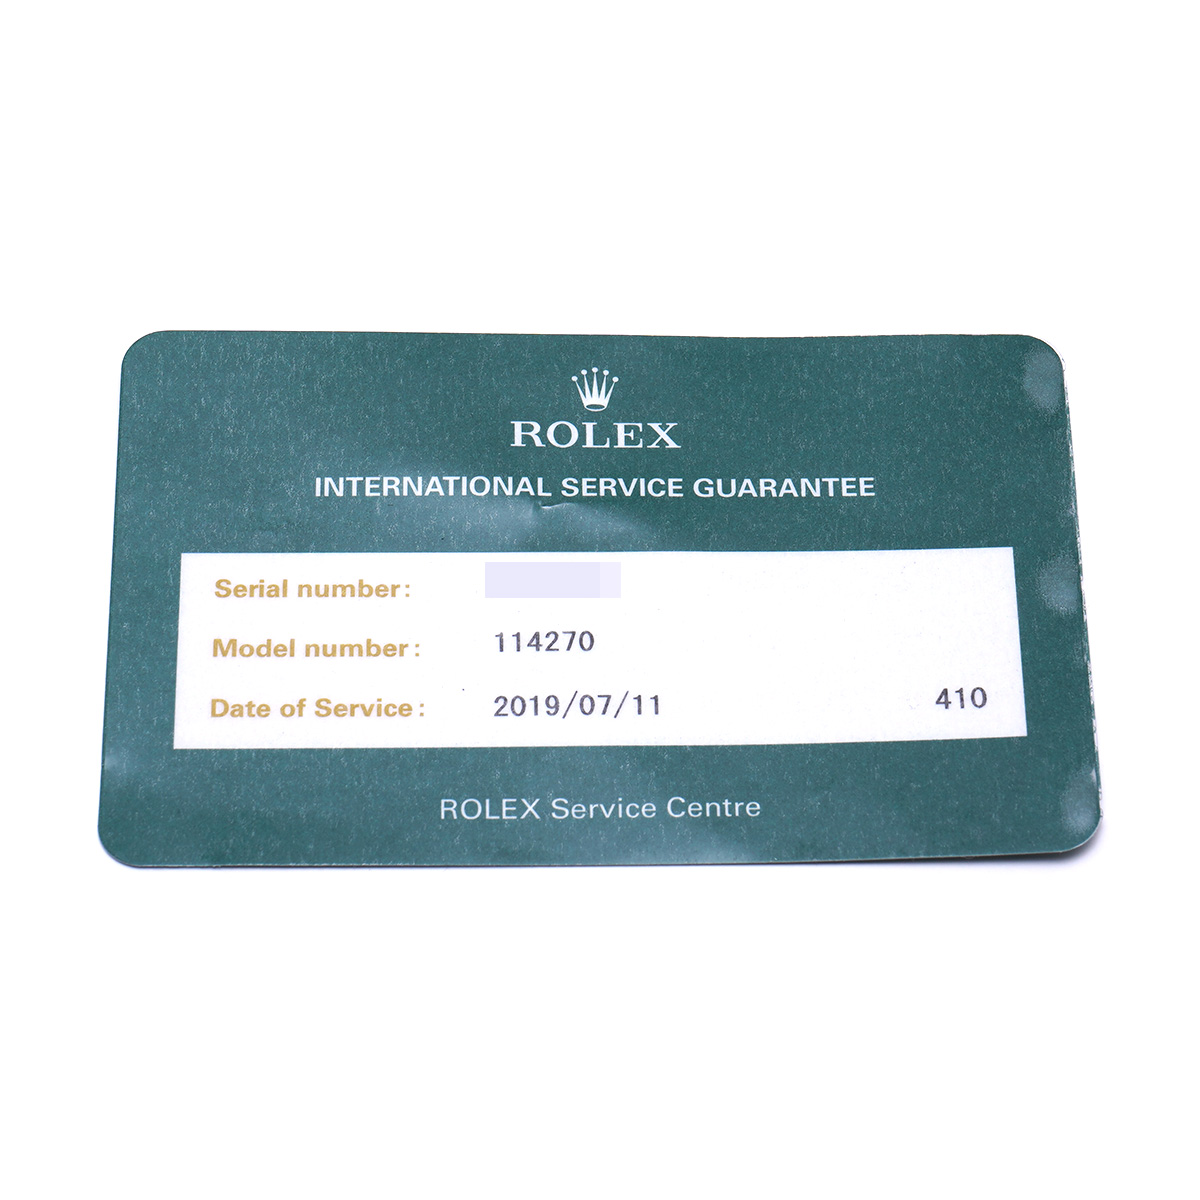 ROLEX
INTERNATIONAL SERVICE GUARANTEE
Serial number:
Model number: 114270
Date of Service: 2019/07/11 410
ROLEX Service Centre